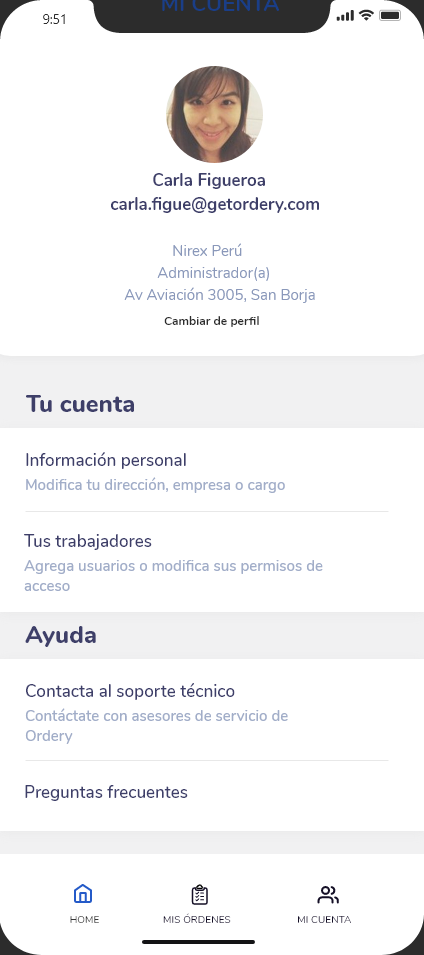 MI CUENTA
9:51
Carla Figueroa
carla.figue@getordery.com
Nirex Perú
Administrador(a)
Av Aviación 3005, San Borja
Cambiar de perfil
Tu cuenta
Información personal
Modifica tu dirección, empresa o cargo
Tus trabajadores
Agrega usuarios o modifica sus permisos de
acceso
Ayuda
Contacta al soporte técnico
Contáctate con asesores de servicio de
Ordery
Preguntas frecuentes
HOME MIS ÓRDENES MI CUENTA